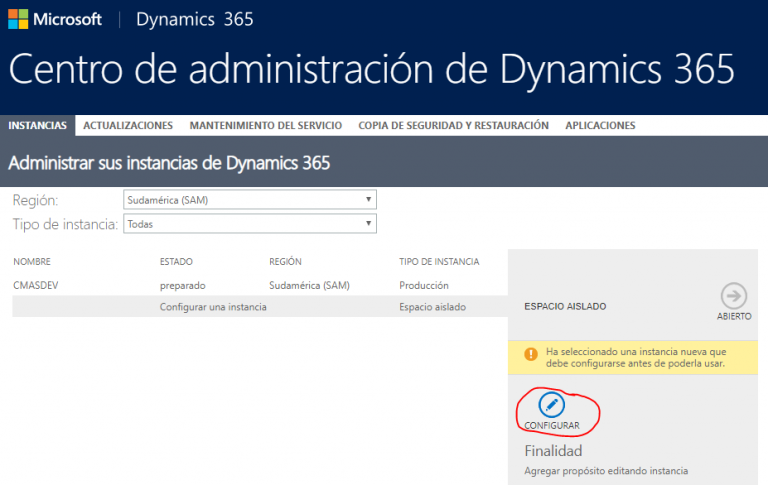 Microsoft | Dynamics 365
Centro de administración de Dynamics 365
INSTANCIAS ACTUALIZACIONES MANTENIMIENTO DEL SERVICIO COPIA DE SEGURIDAD Y RESTAURACIÓN APLICACIONES
Administrar sus instancias de Dynamics 365
Región: Sudamérica (SAM)
Tipo de instancia: Todas
NOMBRE ESTADO REGIÓN TIPO DE INSTANCIA
CMASDEV preparado Sudamérica (SAM) Producción
Configurar una instancia Espacio aislado
ESPACIO AISLADO
ABIERTO
Ha seleccionado una instancia nueva que
debe configurarse antes de poderla usar.
CONFIGURAR
Finalidad
Agregar propósito editando instancia